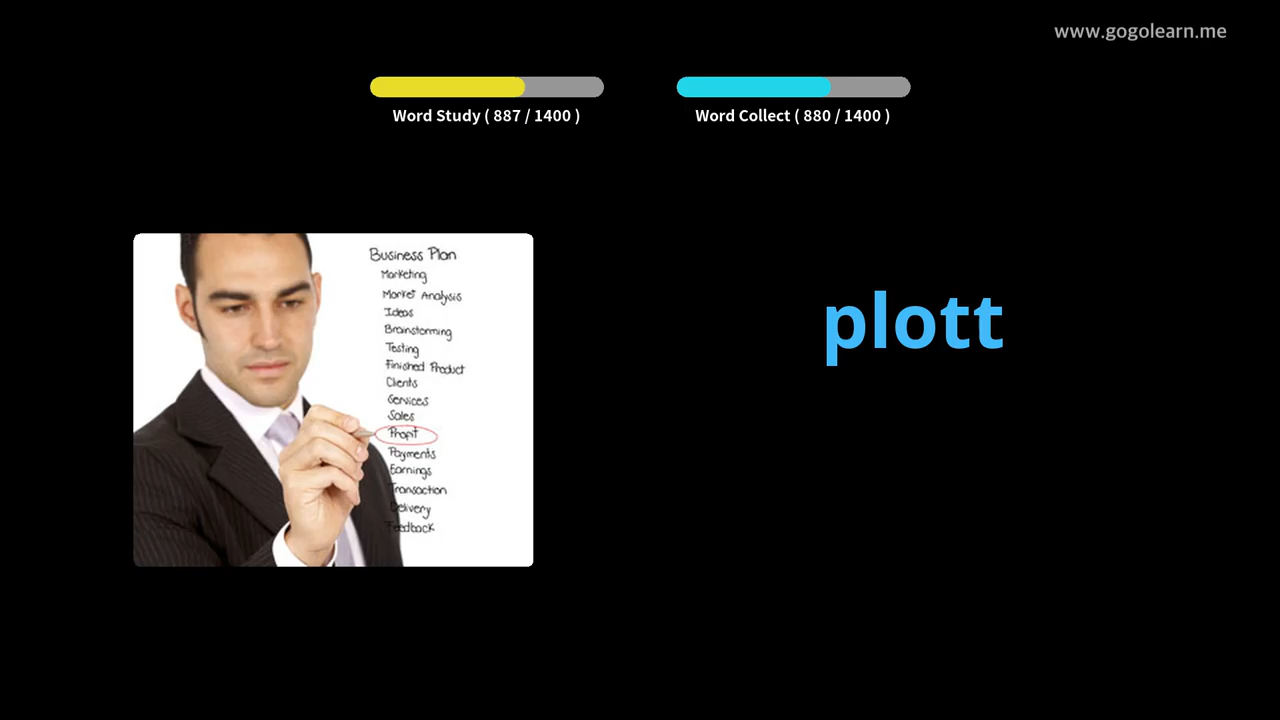 www.gogolearn.me
Word Study ( 887 / 1400 )
Word Collect ( 880 / 1400 )
Business Plan
Marketing
Market Analysis
Ideas
Brainstorming
Testing
Finished Product
Clients
Services
Sales
Profit
Payments
Earnings
Transaction
Delivery
Feedback
plott